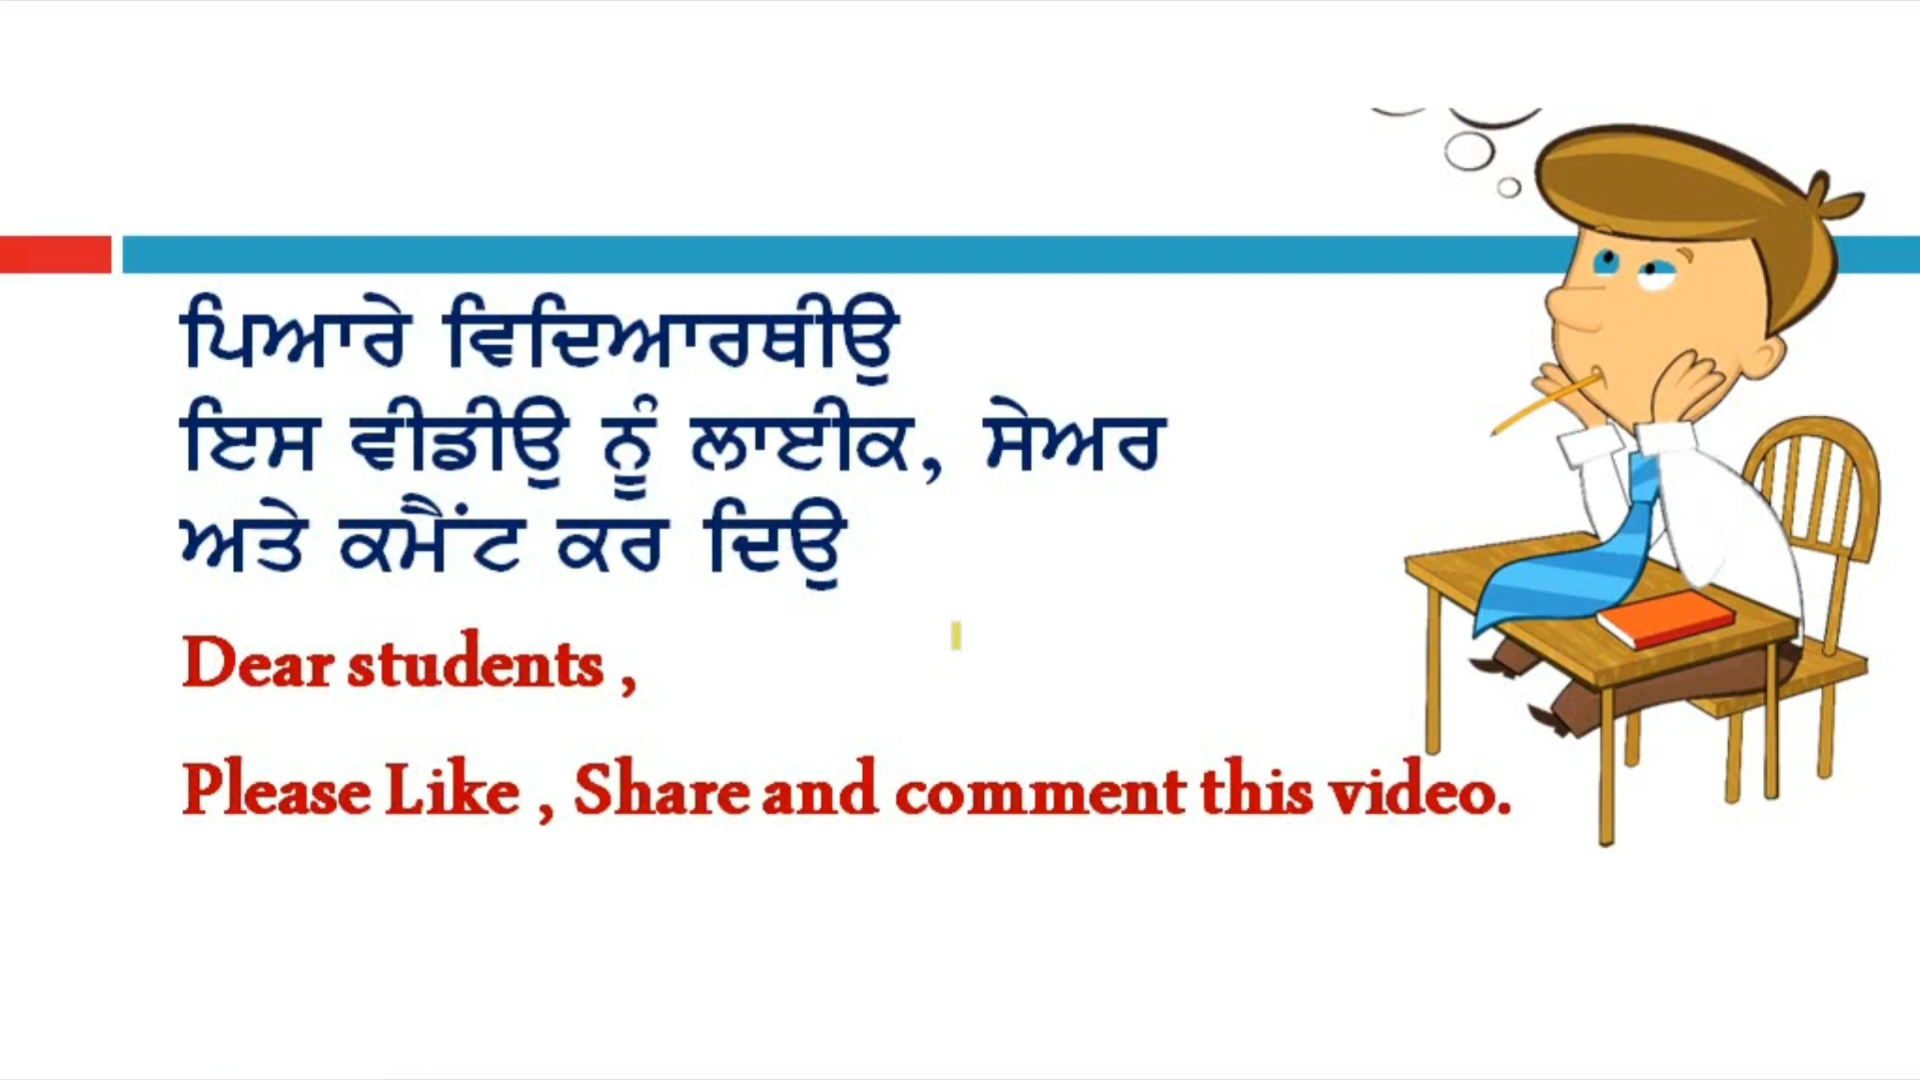 ਪਿਆਰੇ ਵਿਦਿਆਰਥੀਉ
ਇਸ ਵੀਡੀਉ ਨੂੰ ਲਾਈਕ, ਸੇਅਰ
ਅਤੇ ਕਮੈਂਟ ਕਰ ਦਿਉ
Dear students ,
Please Like , Share and comment this video.